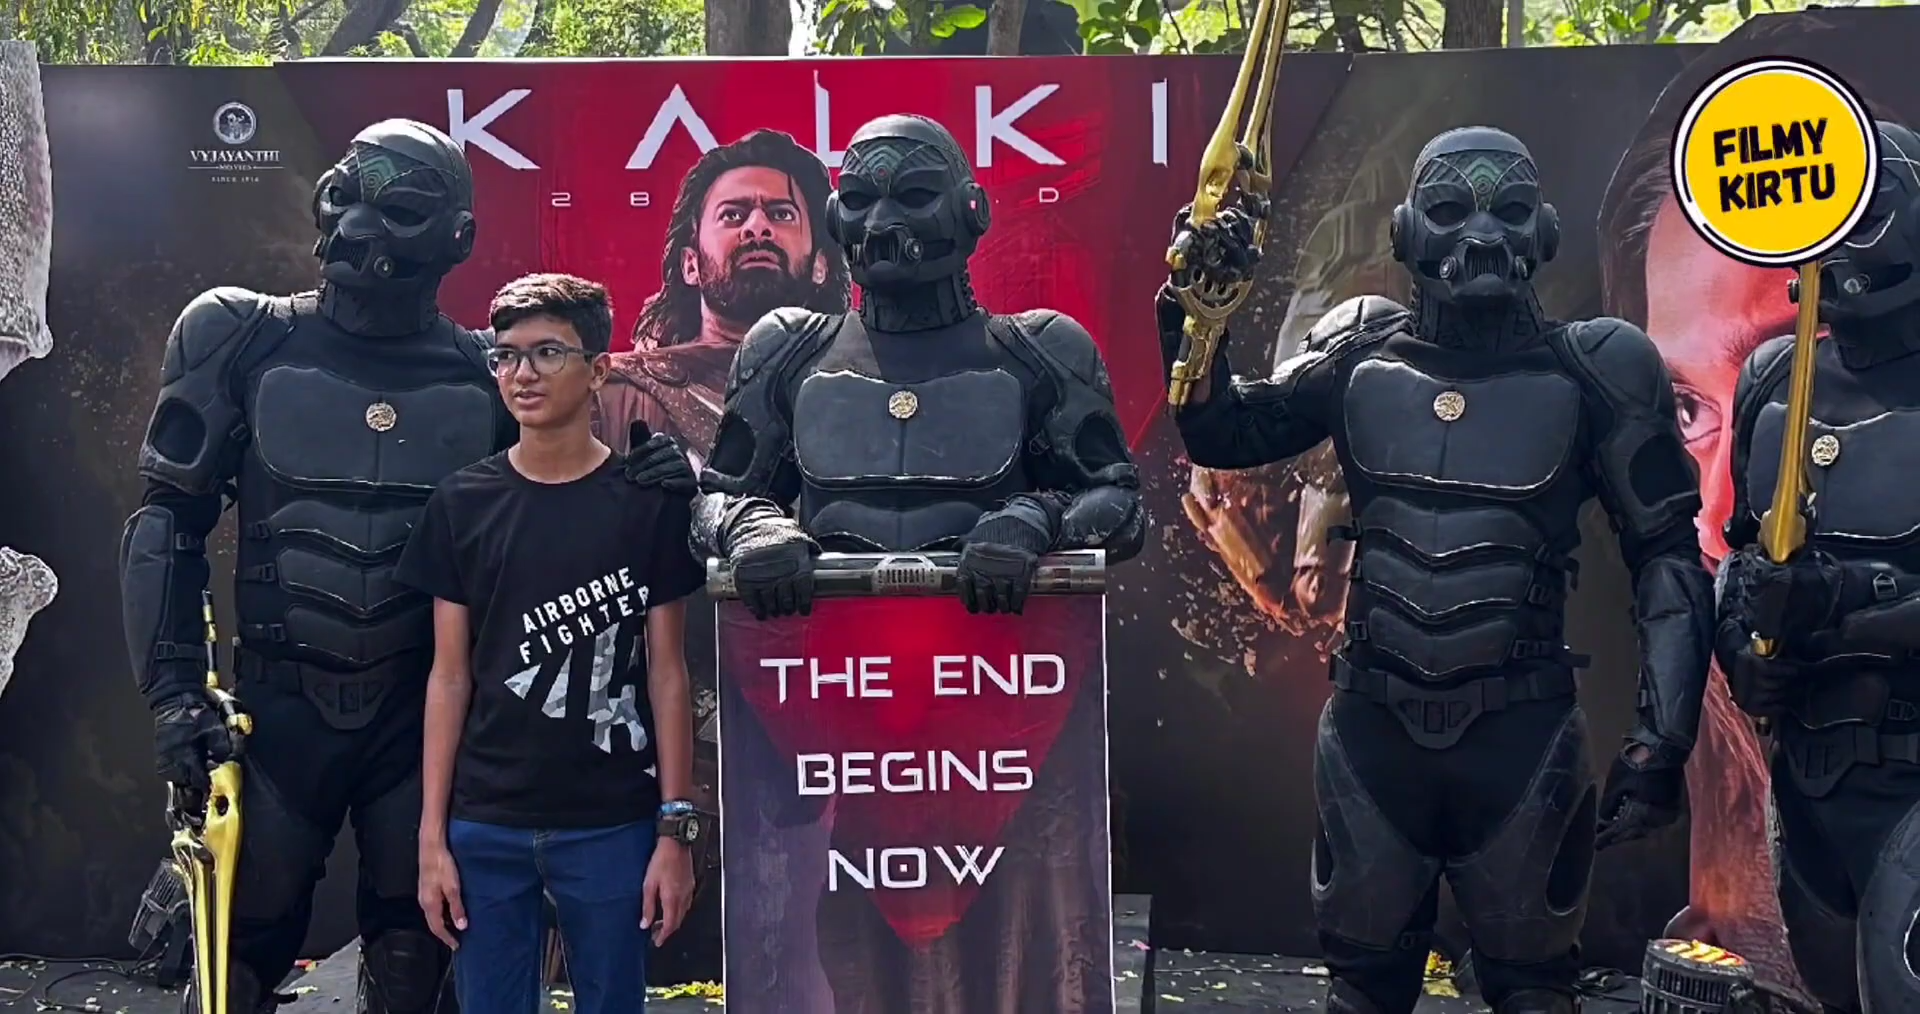 KALKI
VYJAYANTHI
MOVIES
SINCE 1974
FILMY
KIRTU
AIRBORNE
FIGHTER
THE END
BEGINS
NOW